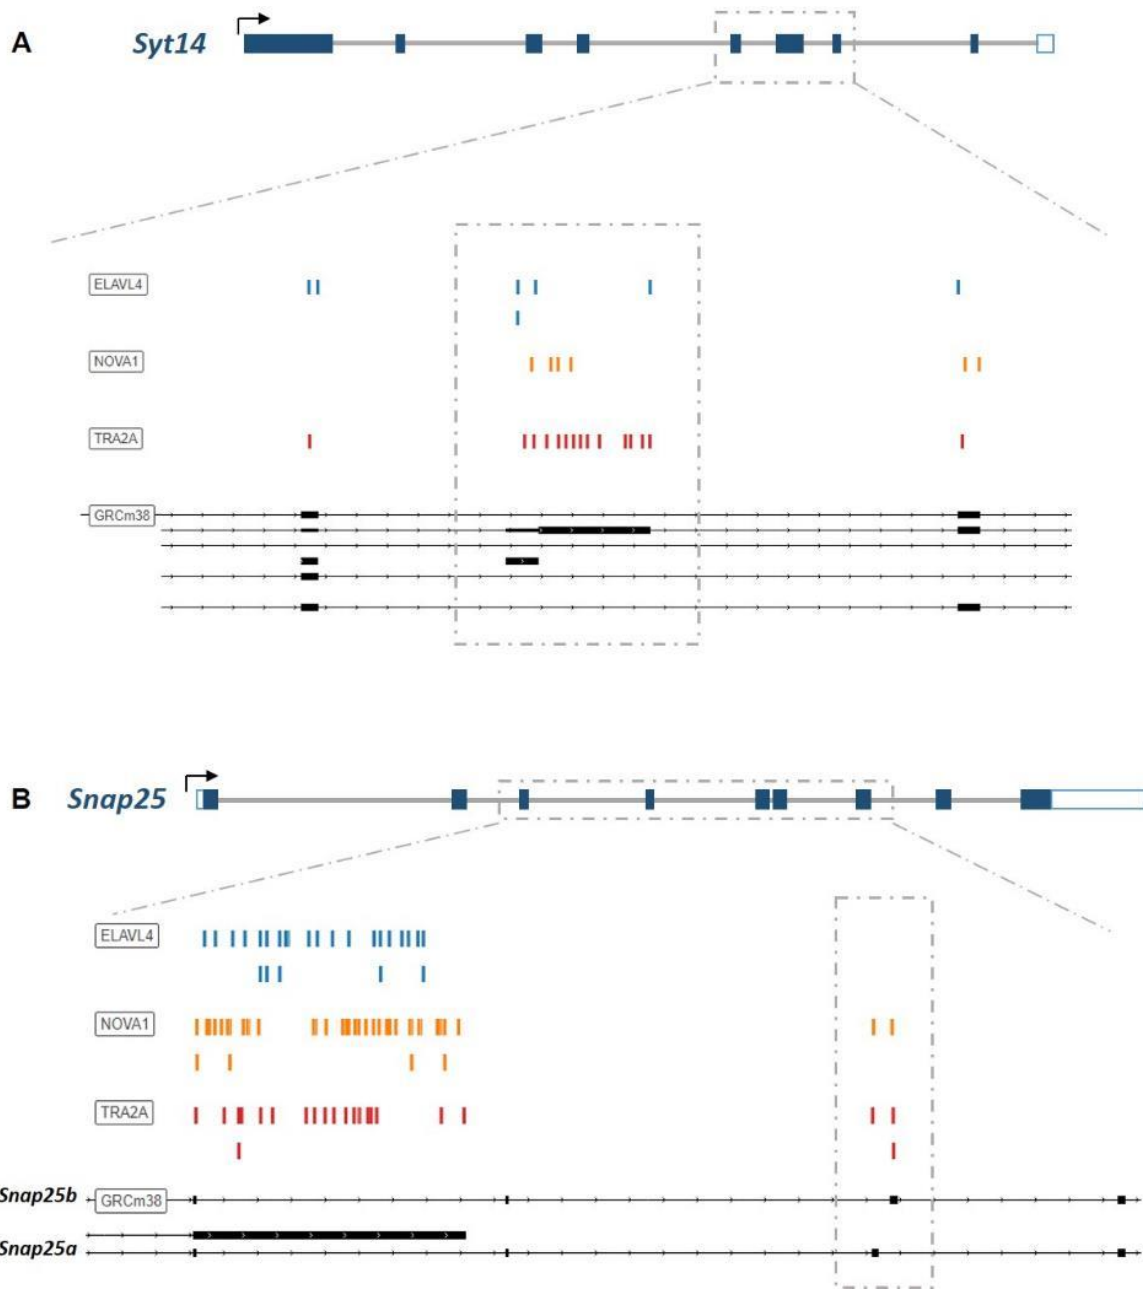 A
Syt14
ELAVL4
NOVA1
TRA2A
GRCm38
B
Snap25
ELAVL4
NOVA1
TRA2A
Snap25b
GRCm38
Snap25a